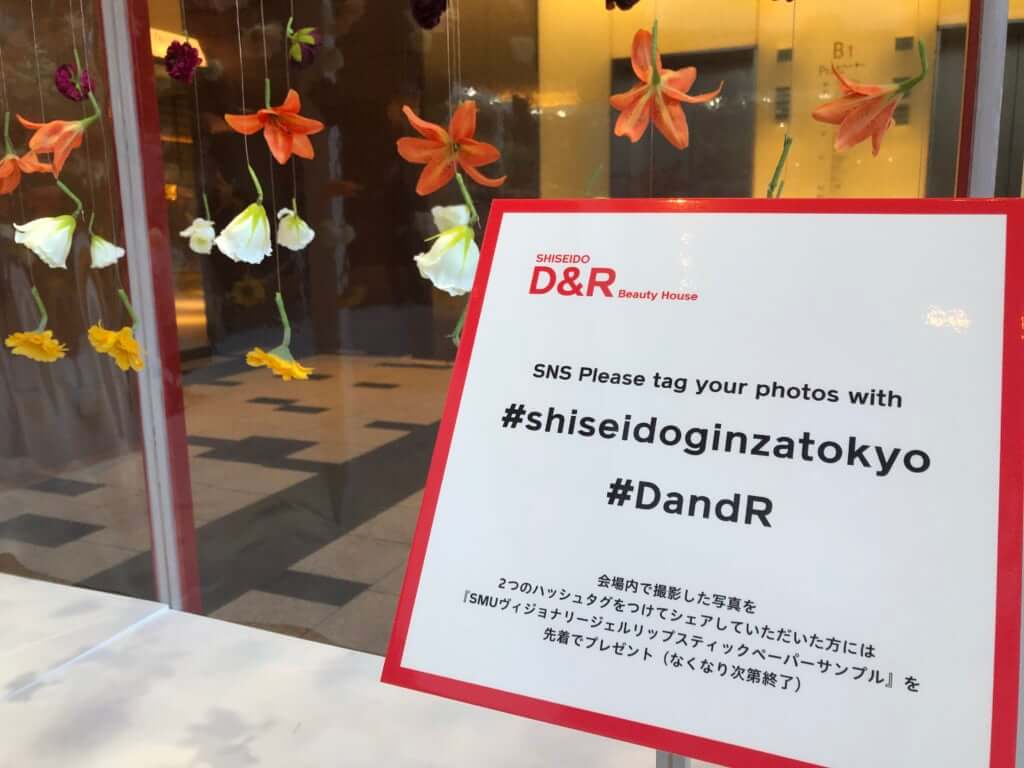 B1
SHISEIDO
D&R Beauty House
SNS Please tag your photos with
#shiseidoginzatokyo
#DandR
会場内で撮影した写真を
2つのハッシュタグをつけてシェアしていただいた方には
『SMUヴィジョナリージェルリップスティックペーパーサンプル』を
先着でプレゼント（なくなり次第終了）